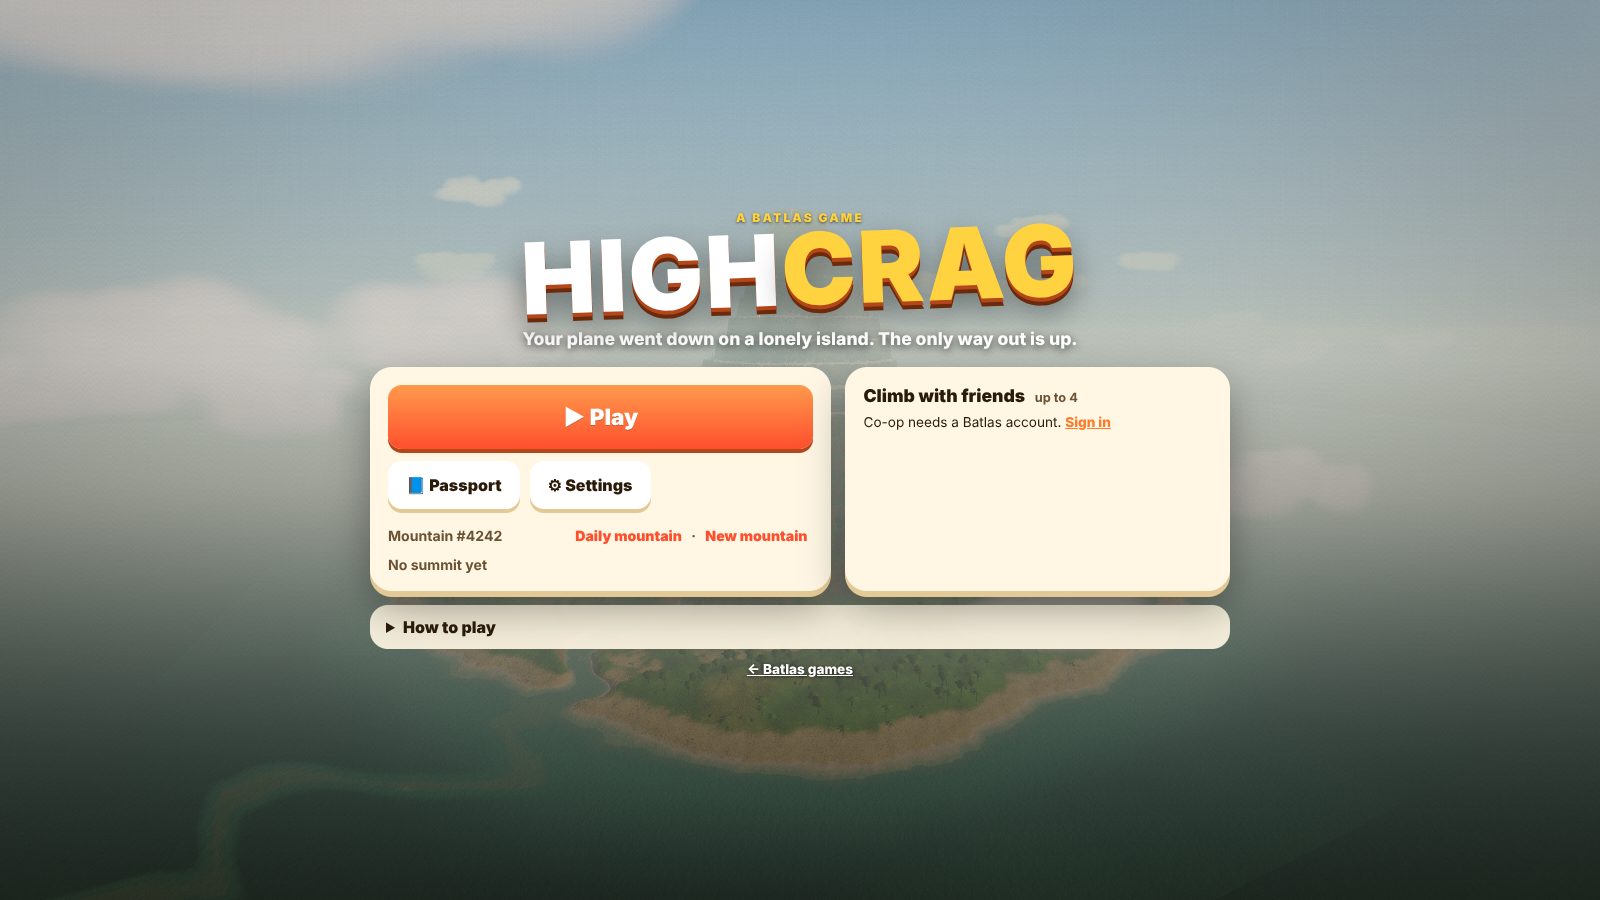 A BATLAS GAME
HIGHCRAG
Your plane went down on a lonely island. The only way out is up.
▶ Play
📘 Passport
⚙ Settings
Mountain #4242
Daily mountain · New mountain
No summit yet
Climb with friends up to 4
Co-op needs a Batlas account. Sign in
▶ How to play
← Batlas games